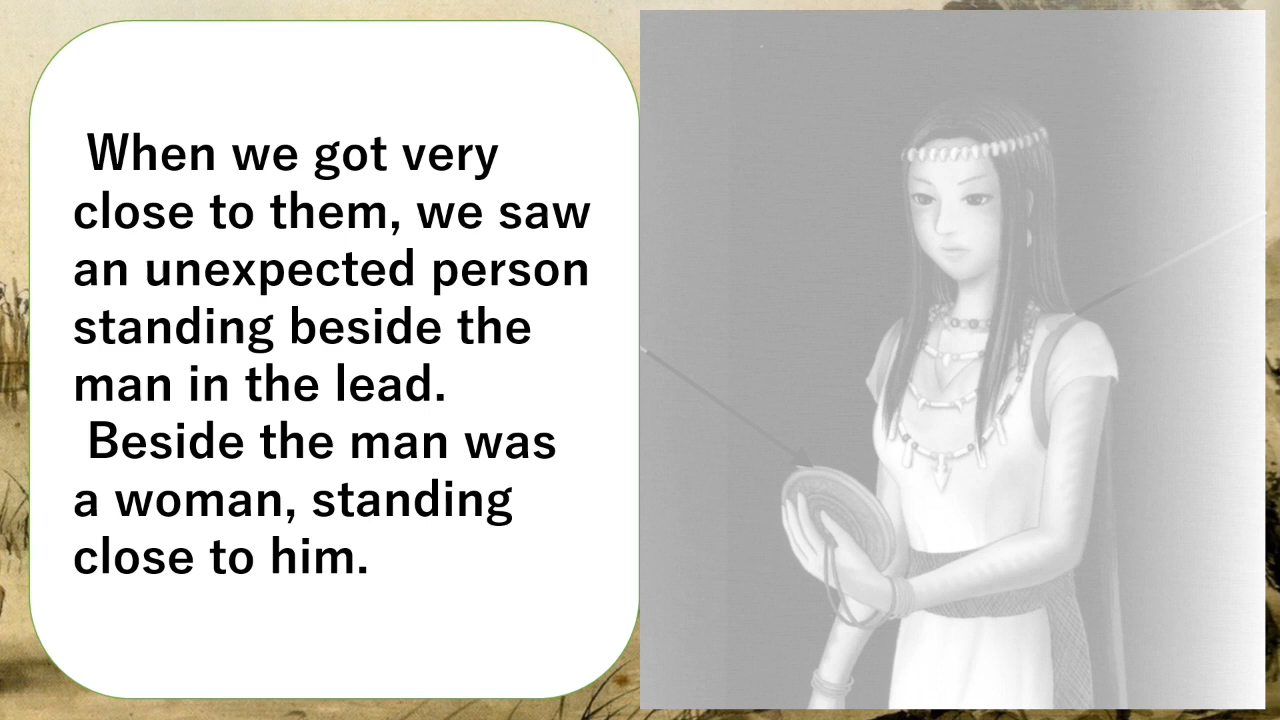 When we got very
close to them, we saw
an unexpected person
standing beside the
man in the lead.
Beside the man was
a woman, standing
close to him.